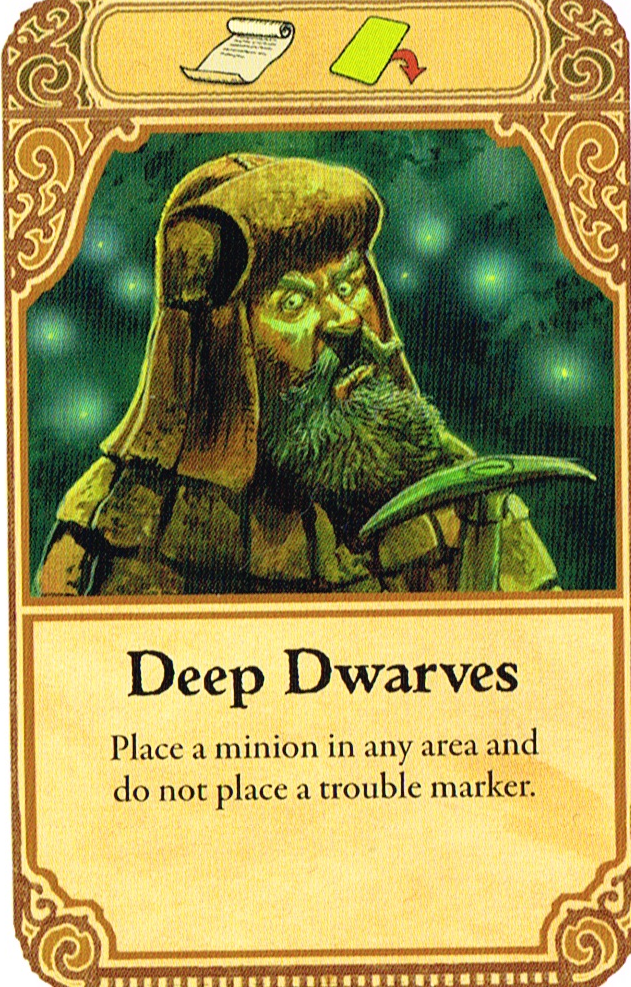 Deep Dwarves
Place a minion in any area and
do not place a trouble marker.